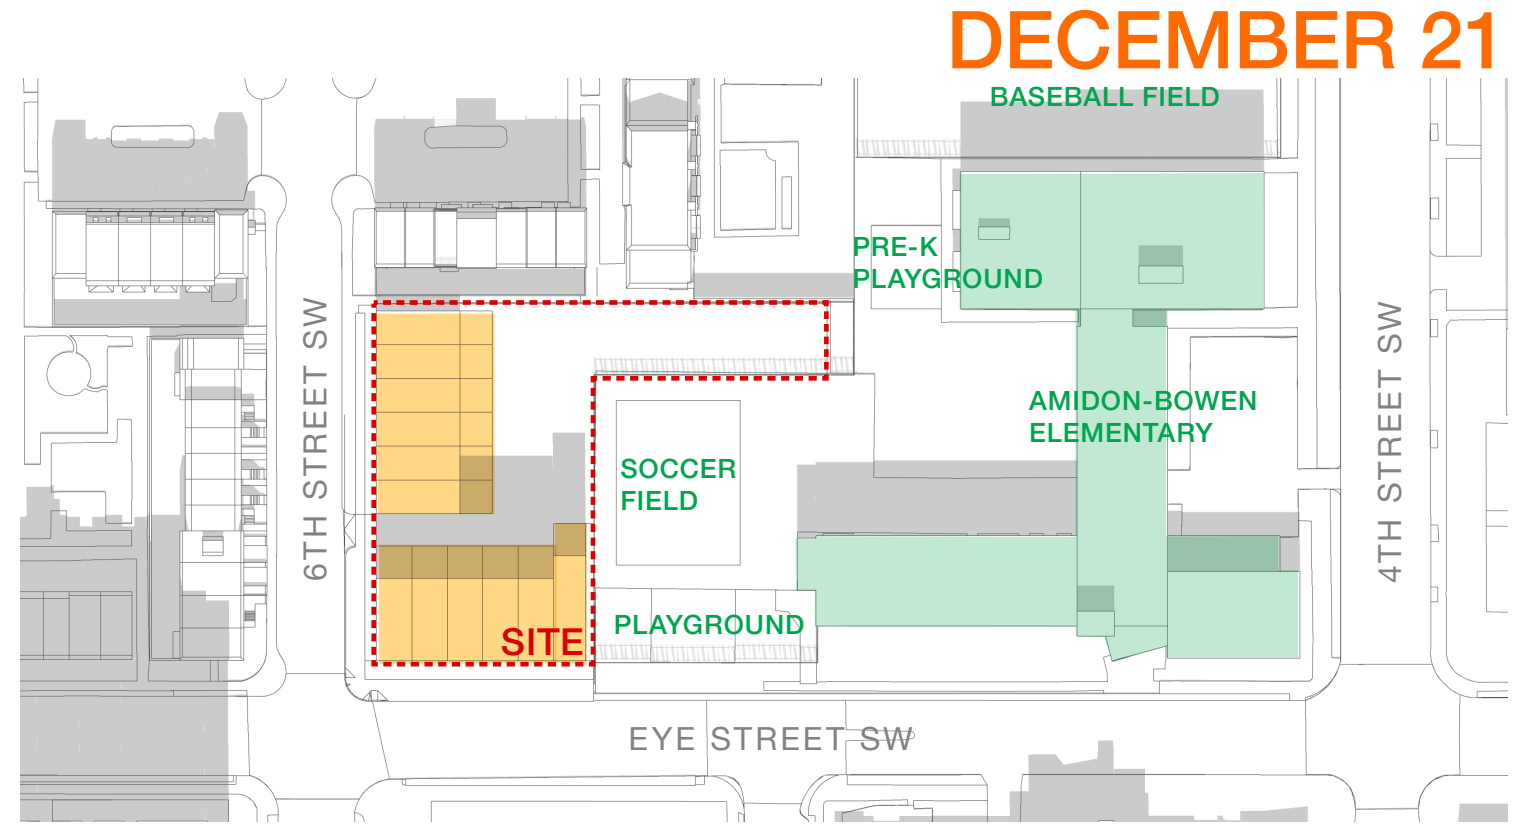 DECEMBER 21
BASEBALL FIELD
PRE-K
PLAYGROUND
6TH STREET SW
AMIDON-BOWEN
ELEMENTARY
4TH STREET SW
SOCCER
FIELD
PLAYGROUND
SITE
EYE STREET SW